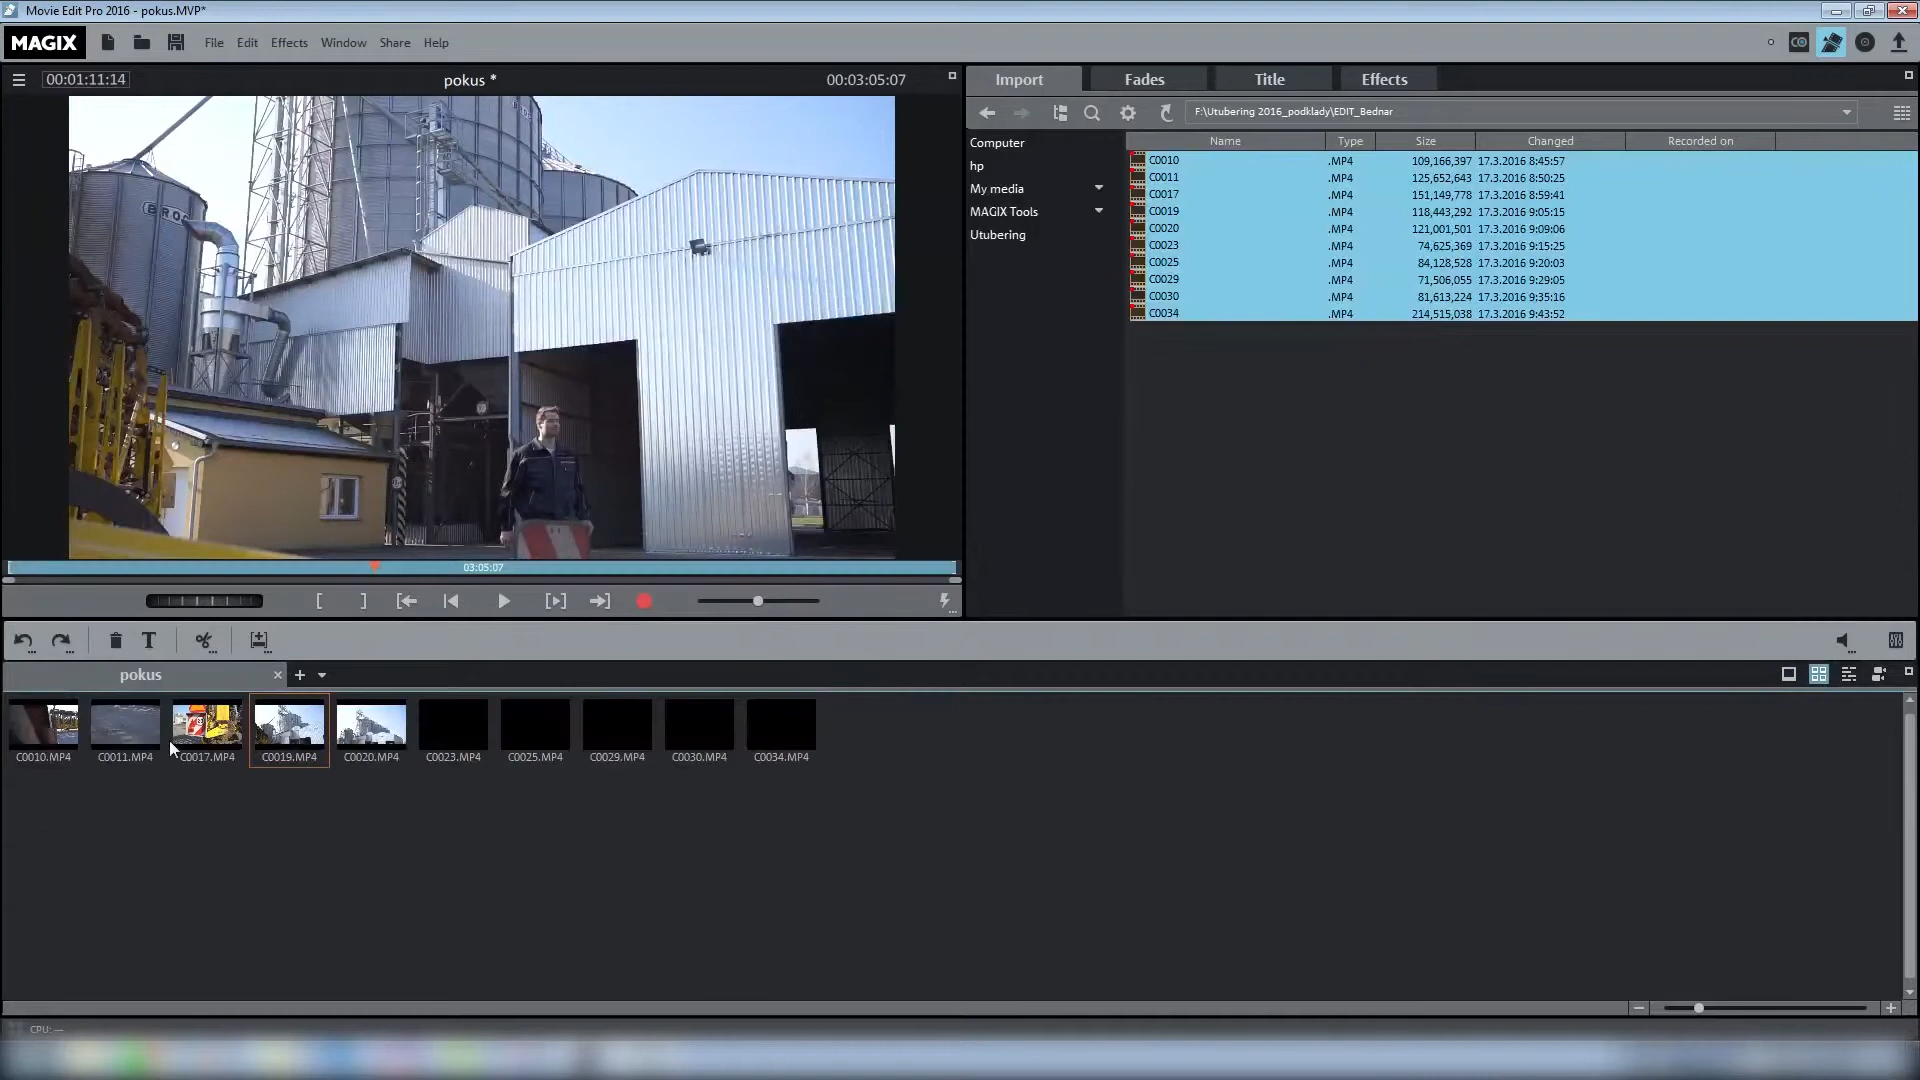 Movie Edit Pro 2016 - pokus.MVP*
MAGIX File Edit Effects Window Share Help
00:01:11:14 pokus * 00:03:05:07
Import Fades Title Effects
F:\Utubering 2016_podklady\EDIT_Bednar
Computer
hp
My media
MAGIX Tools
Utubering
Name Type Size Changed Recorded on
C0010 .MP4 109,166,397 17.3.2016 8:45:57
C0011 .MP4 125,652,643 17.3.2016 8:50:25
C0017 .MP4 151,149,778 17.3.2016 8:59:41
C0019 .MP4 118,443,292 17.3.2016 9:05:15
C0020 .MP4 121,001,501 17.3.2016 9:09:06
C0023 .MP4 74,625,369 17.3.2016 9:15:25
C0025 .MP4 84,128,528 17.3.2016 9:20:03
C0029 .MP4 71,506,055 17.3.2016 9:29:05
C0030 .MP4 81,613,224 17.3.2016 9:35:16
C0034 .MP4 214,515,038 17.3.2016 9:43:52
03:05:07
pokus
C0010.MP4 C0011.MP4 C0017.MP4 C0019.MP4 C0020.MP4 C0023.MP4 C0025.MP4 C0029.MP4 C0030.MP4 C0034.MP4
CPU: —